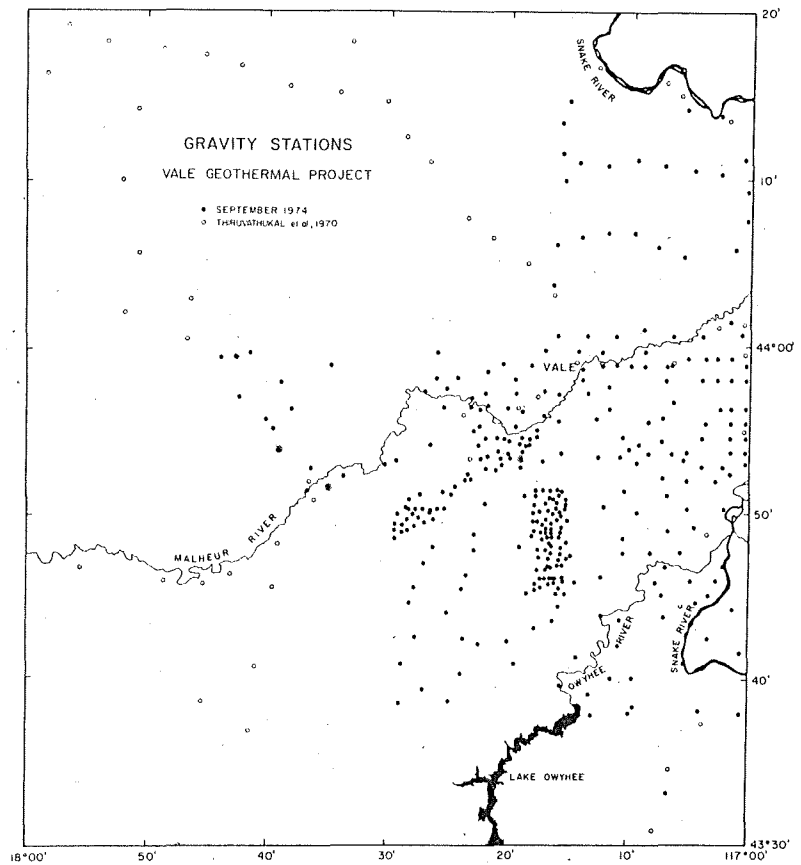 20'
SNAKE RIVER
GRAVITY STATIONS
VALE GEOTHERMAL PROJECT
SEPTEMBER 1974
THIRUVATHUKAL et al, 1970
10'
44°00'
VALE
50'
MALHEUR RIVER
SNAKE RIVER
OWYHEE RIVER
40'
LAKE OWYHEE
18°00' 50' 40' 30' 20' 10' 117°00' 43°30'